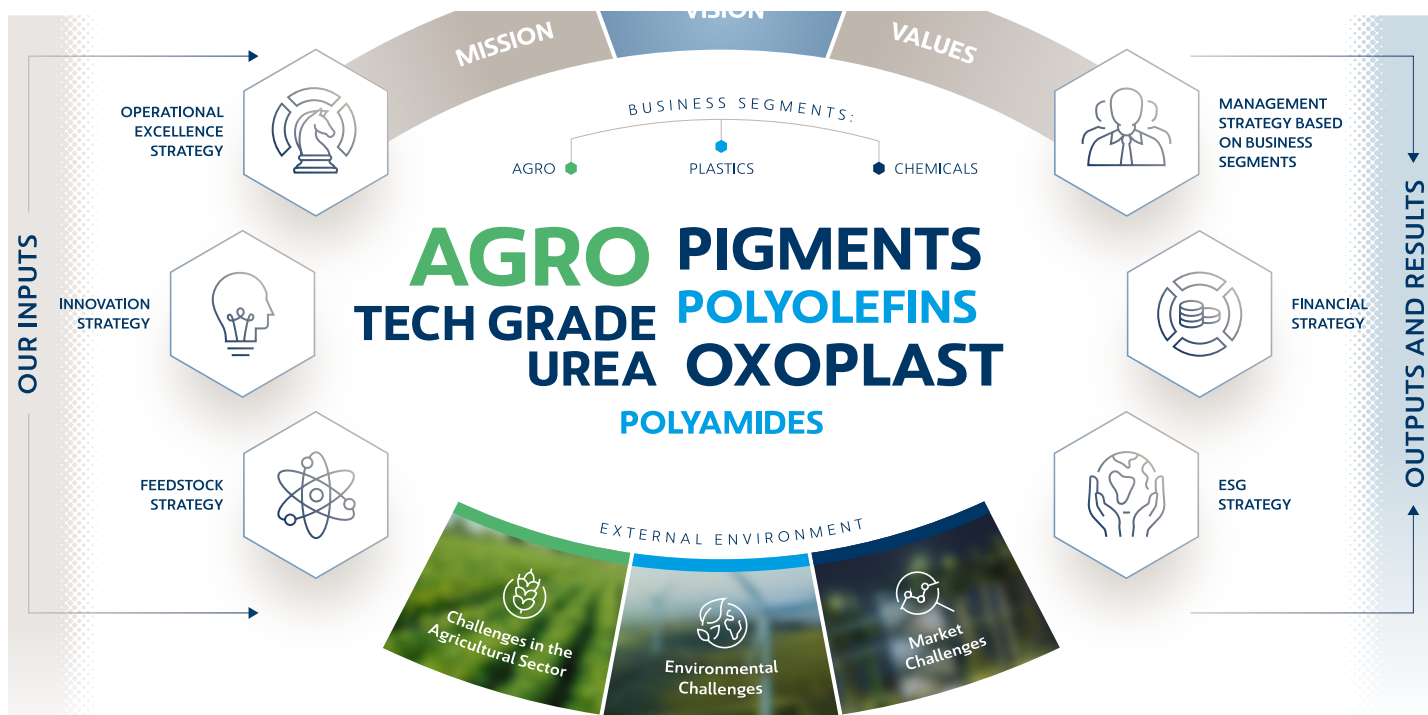 MISSION
VISION
VALUES
BUSINESS SEGMENTS:
AGRO
PLASTICS
CHEMICALS
OUR INPUTS
OPERATIONAL
EXCELLENCE
STRATEGY
INNOVATION
STRATEGY
FEEDSTOCK
STRATEGY
AGRO
TECH GRADE
UREA
PIGMENTS
POLYOLEFINS
OXOPLAST
POLYAMIDES
MANAGEMENT
STRATEGY BASED
ON BUSINESS
SEGMENTS
FINANCIAL
STRATEGY
ESG
STRATEGY
OUTPUTS AND RESULTS
EXTERNAL ENVIRONMENT
Challenges in the
Agricultural Sector
Environmental
Challenges
Market
Challenges